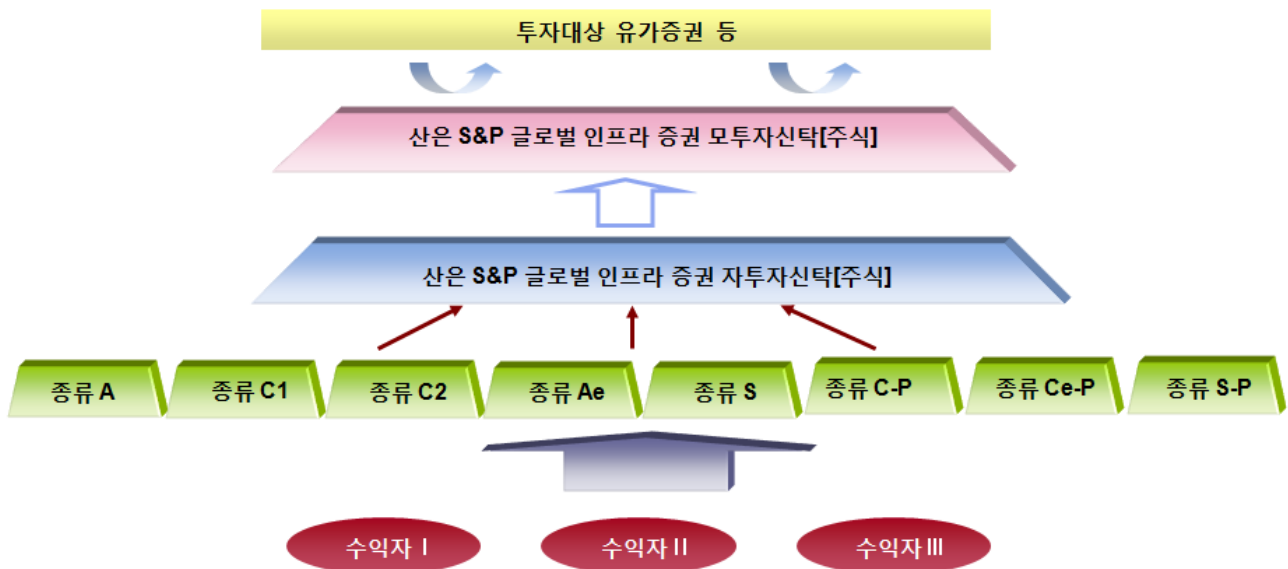 투자대상 유가증권 등
산은 S&P 글로벌 인프라 증권 모투자신탁[주식]
산은 S&P 글로벌 인프라 증권 자투자신탁[주식]
종류 A
종류 C1
종류 C2
종류 Ae
종류 S
종류 C-P
종류 Ce-P
종류 S-P
수익자 Ⅰ
수익자 Ⅱ
수익자 Ⅲ